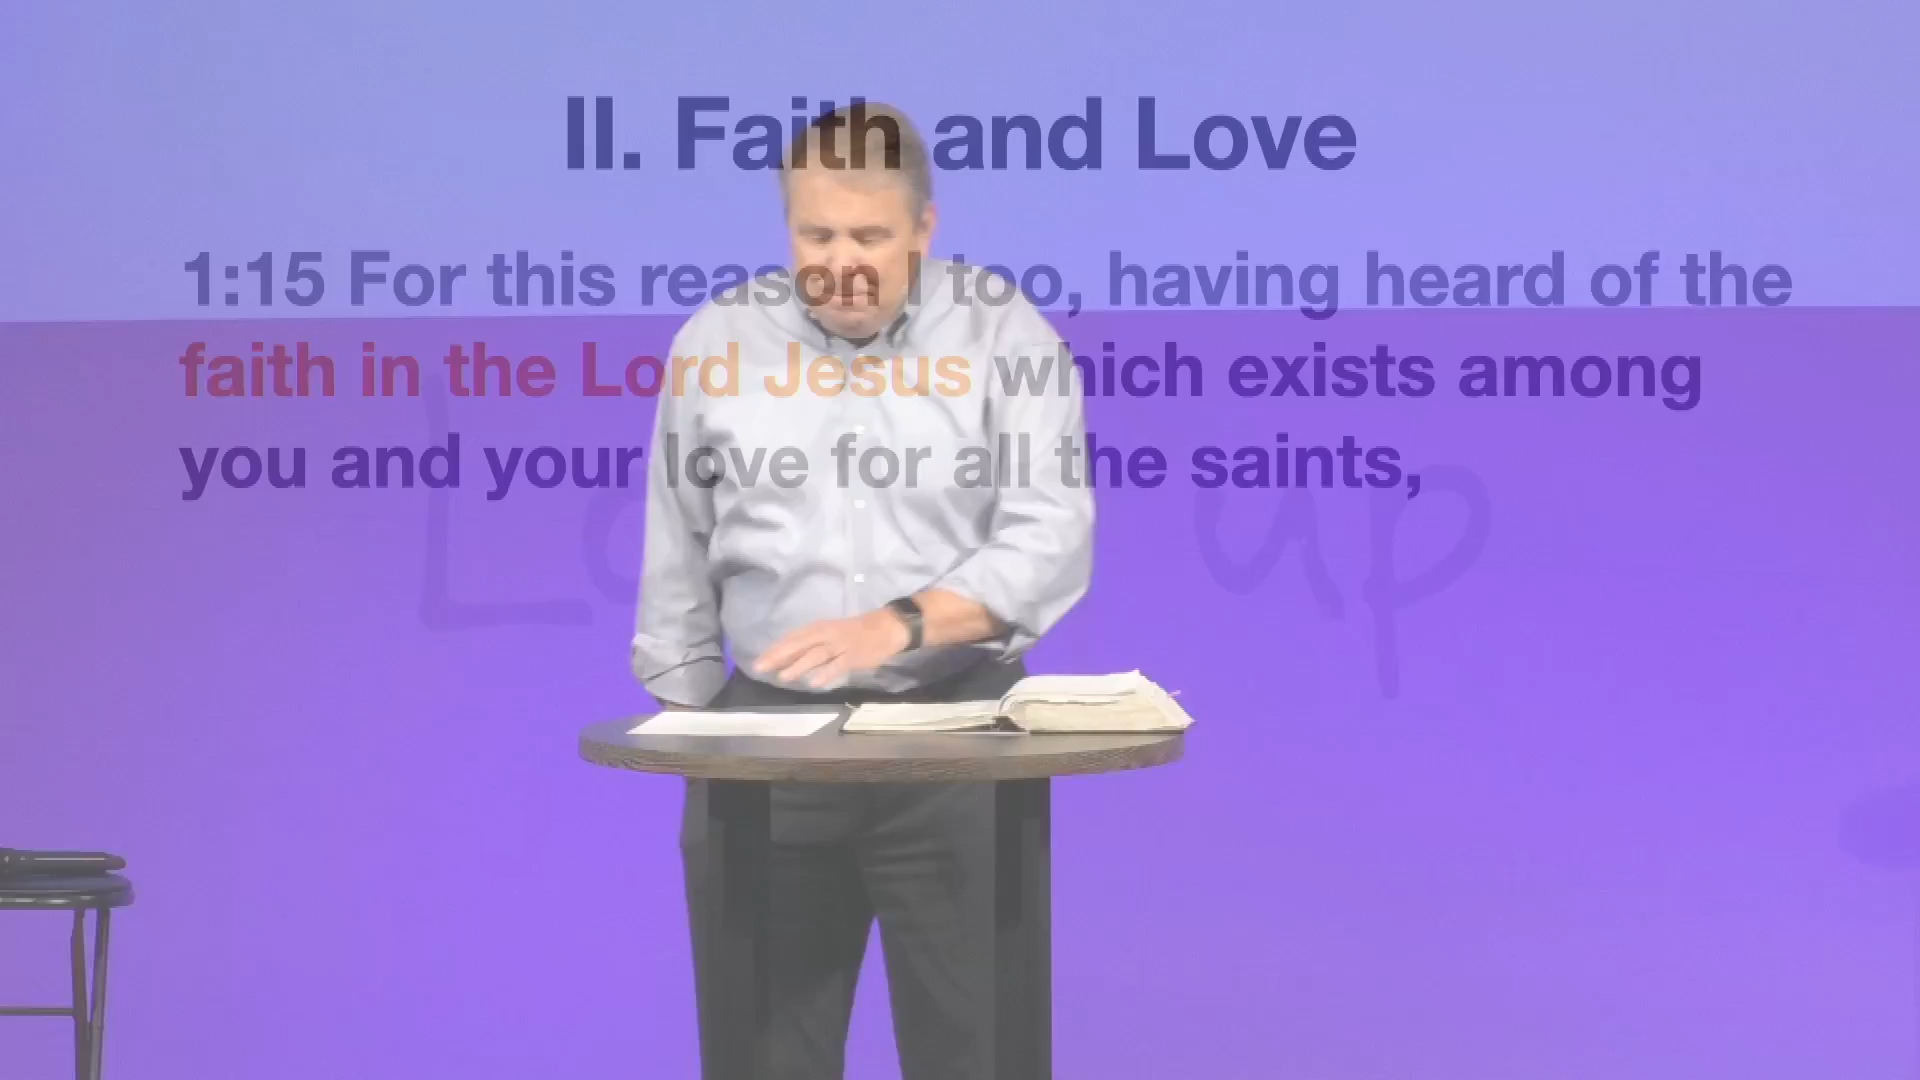 II. Faith and Love
1:15 For this reason I too, having heard of the
faith in the Lord Jesus which exists among
you and your love for all the saints,
up